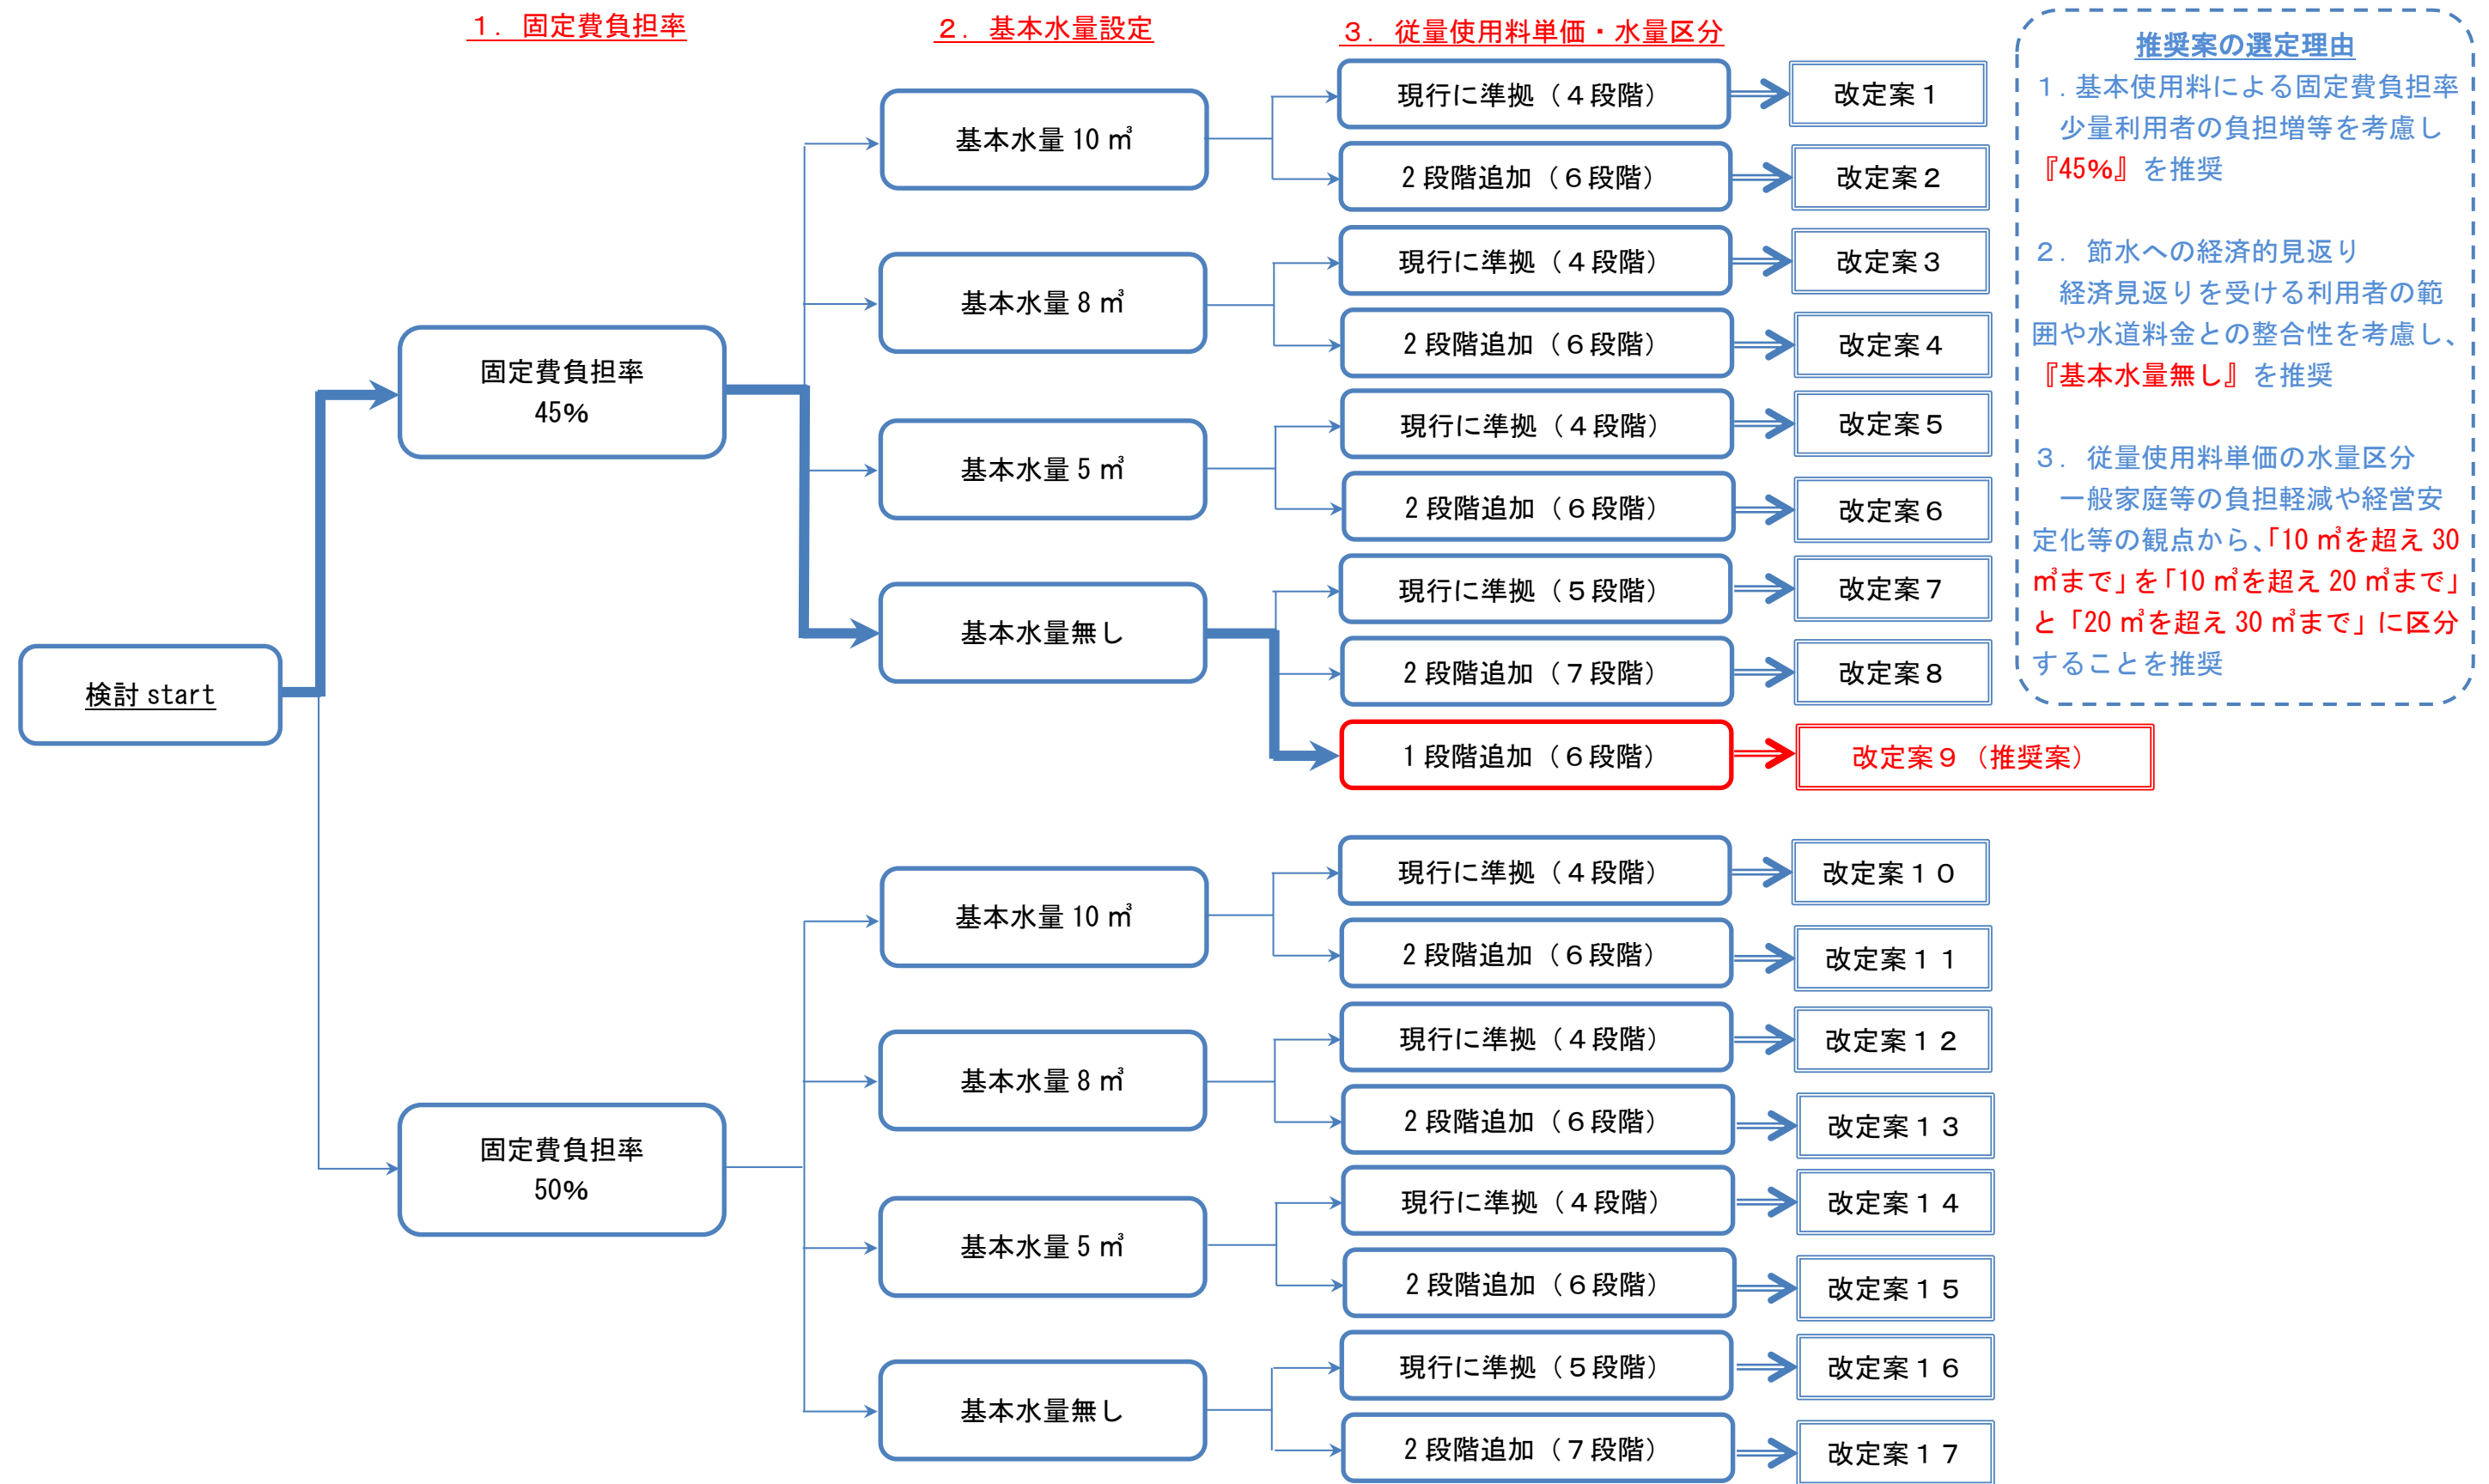 １．固定費負担率
２．基本水量設定
３．従量使用料単価・水量区分
検討 start
固定費負担率
45%
基本水量 10 ㎥
現行に準拠（４段階）
改定案１
２段階追加（６段階）
改定案２
基本水量 8 ㎥
現行に準拠（４段階）
改定案３
２段階追加（６段階）
改定案４
基本水量 5 ㎥
現行に準拠（４段階）
改定案５
２段階追加（６段階）
改定案６
基本水量無し
現行に準拠（５段階）
改定案７
２段階追加（７段階）
改定案８
１段階追加（６段階）
改定案９（推奨案）
固定費負担率
50%
基本水量 10 ㎥
現行に準拠（４段階）
改定案１０
２段階追加（６段階）
改定案１１
基本水量 8 ㎥
現行に準拠（４段階）
改定案１２
２段階追加（６段階）
改定案１３
基本水量 5 ㎥
現行に準拠（４段階）
改定案１４
２段階追加（６段階）
改定案１５
基本水量無し
現行に準拠（５段階）
改定案１６
２段階追加（７段階）
改定案１７
推奨案の選定理由
１．基本使用料による固定費負担率
少量利用者の負担増等を考慮し
『45%』を推奨
２．節水への経済的見返り
経済見返りを受ける利用者の範
囲や水道料金との整合性を考慮し、
『基本水量無し』を推奨
３．従量使用料単価の水量区分
一般家庭等の負担軽減や経営安
定化等の観点から、「10 ㎥を超え 30
㎥まで」を「10 ㎥を超え 20 ㎥まで」
と「20 ㎥を超え 30 ㎥まで」に区分
することを推奨